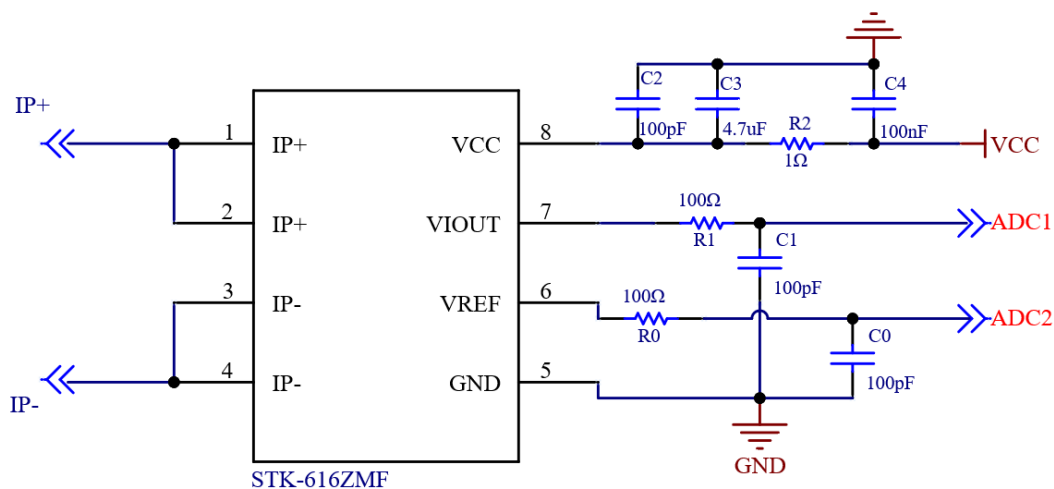 IP+
1
IP+
2
IP+
3
IP-
4
IP-
IP-
VCC
8
VIOUT
7
VREF
6
GND
5
STK-616ZMF
C2
100pF
C3
4.7uF
R2
1Ω
C4
100nF
VCC
100Ω
R1
C1
100pF
ADC1
100Ω
R0
C0
100pF
ADC2
GND